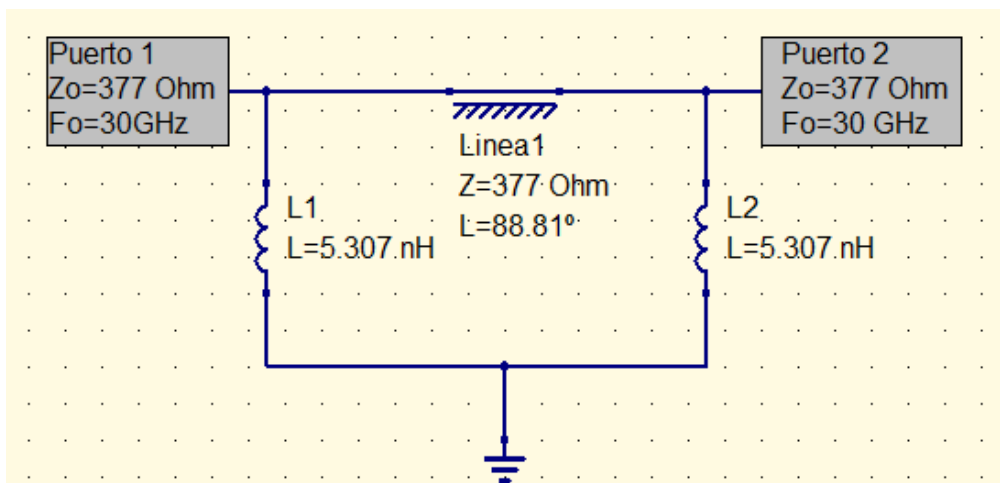 Puerto 1
Zo=377 Ohm
Fo=30GHz
Puerto 2
Zo=377 Ohm
Fo=30 GHz
Linea1
Z=377 Ohm
L=88.81º
L1
L=5.307 nH
L2
L=5.307 nH